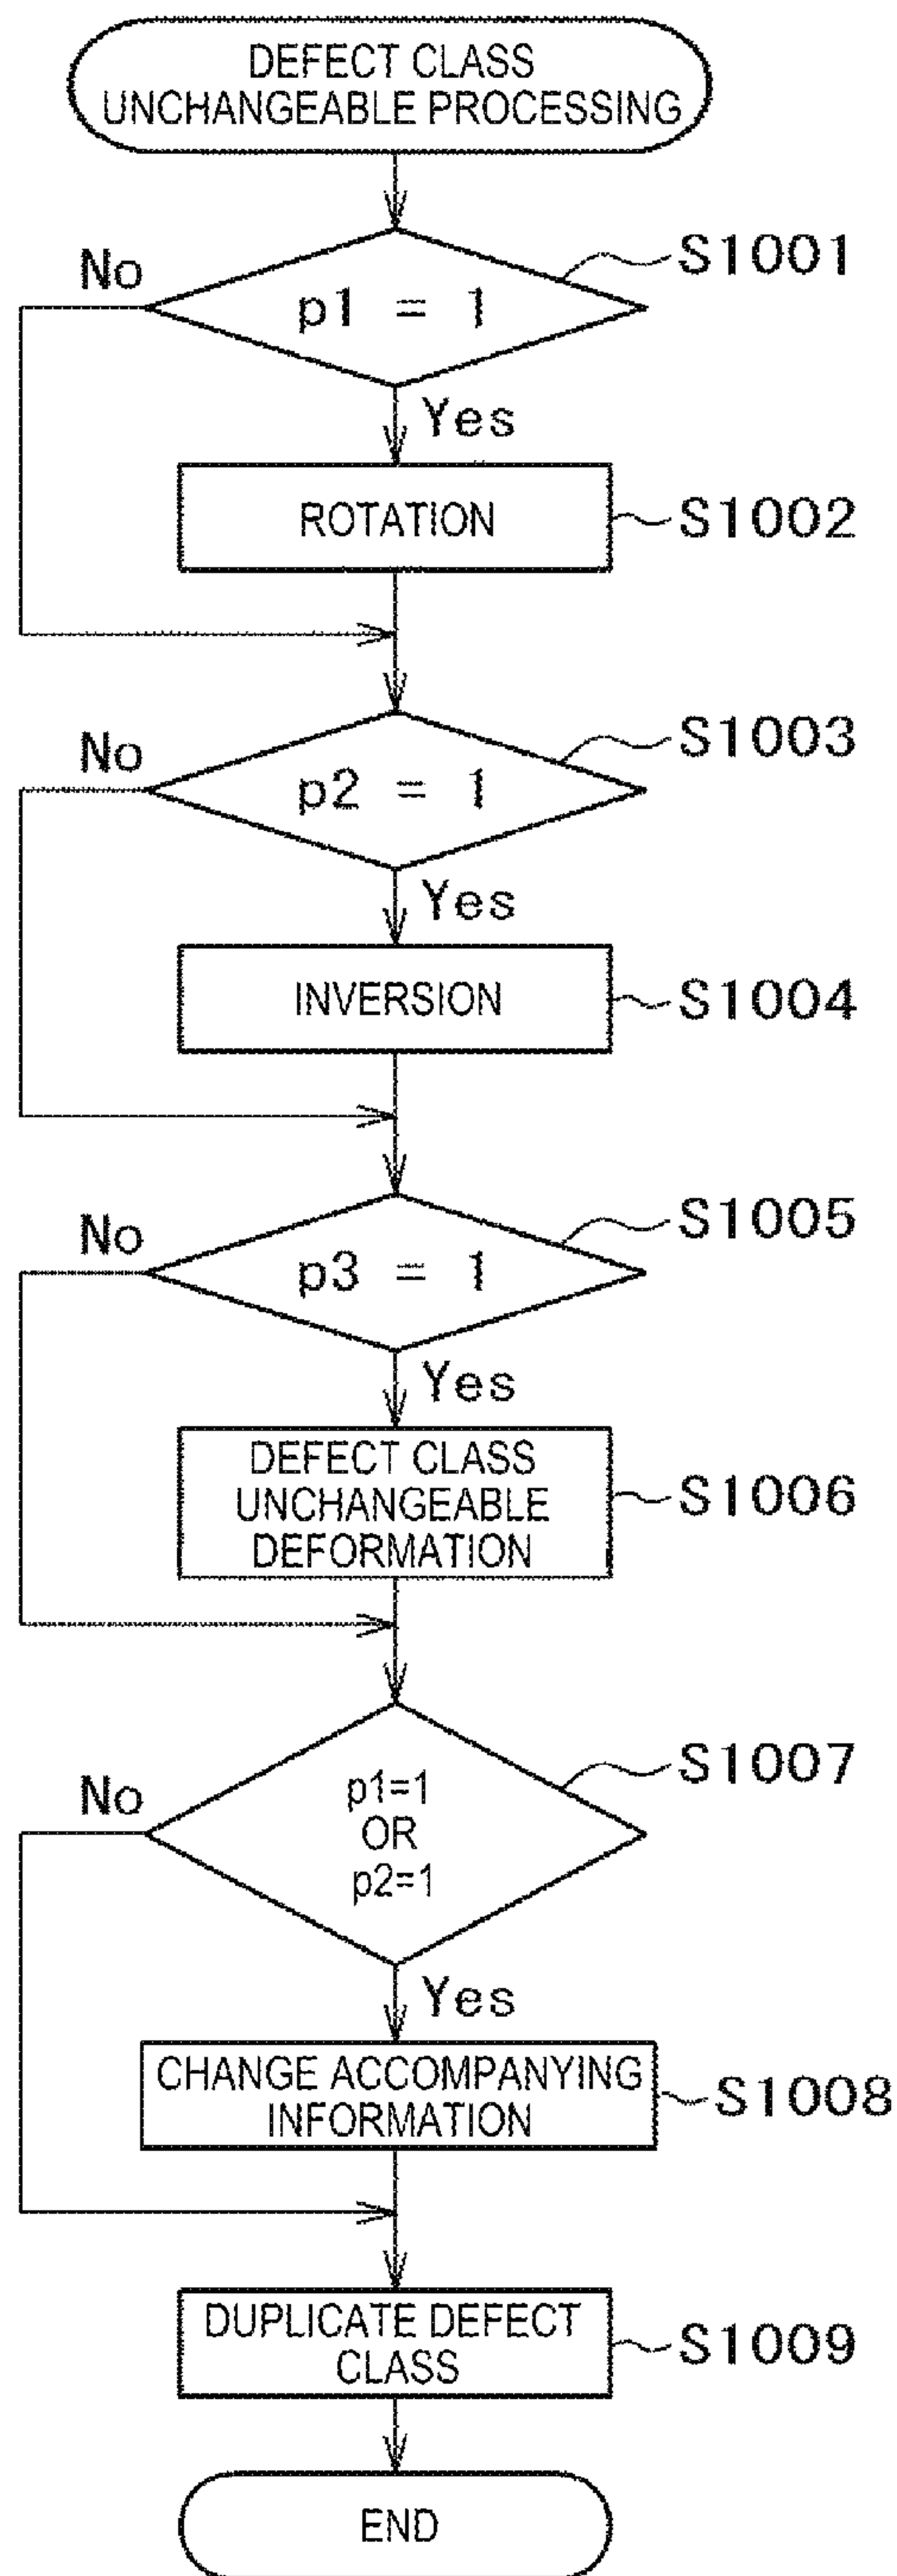 DEFECT CLASS
UNCHANGEABLE PROCESSING
S1001
No
p1 = 1
Yes
ROTATION
S1002
S1003
No
p2 = 1
Yes
INVERSION
S1004
S1005
No
p3 = 1
Yes
DEFECT CLASS
UNCHANGEABLE
DEFORMATION
S1006
S1007
No
p1=1
OR
p2=1
Yes
CHANGE ACCOMPANYING
INFORMATION
S1008
DUPLICATE DEFECT
CLASS
S1009
END